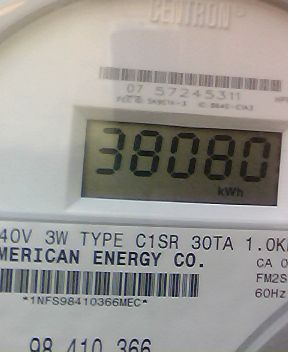 CENTRON®
07 57245311
38080
kWh
40V 3W TYPE C1SR 30TA 1.0K
MERICAN ENERGY CO.
CA 0
FM2S
60Hz
*1NFS98410366MEC*
98 410 366